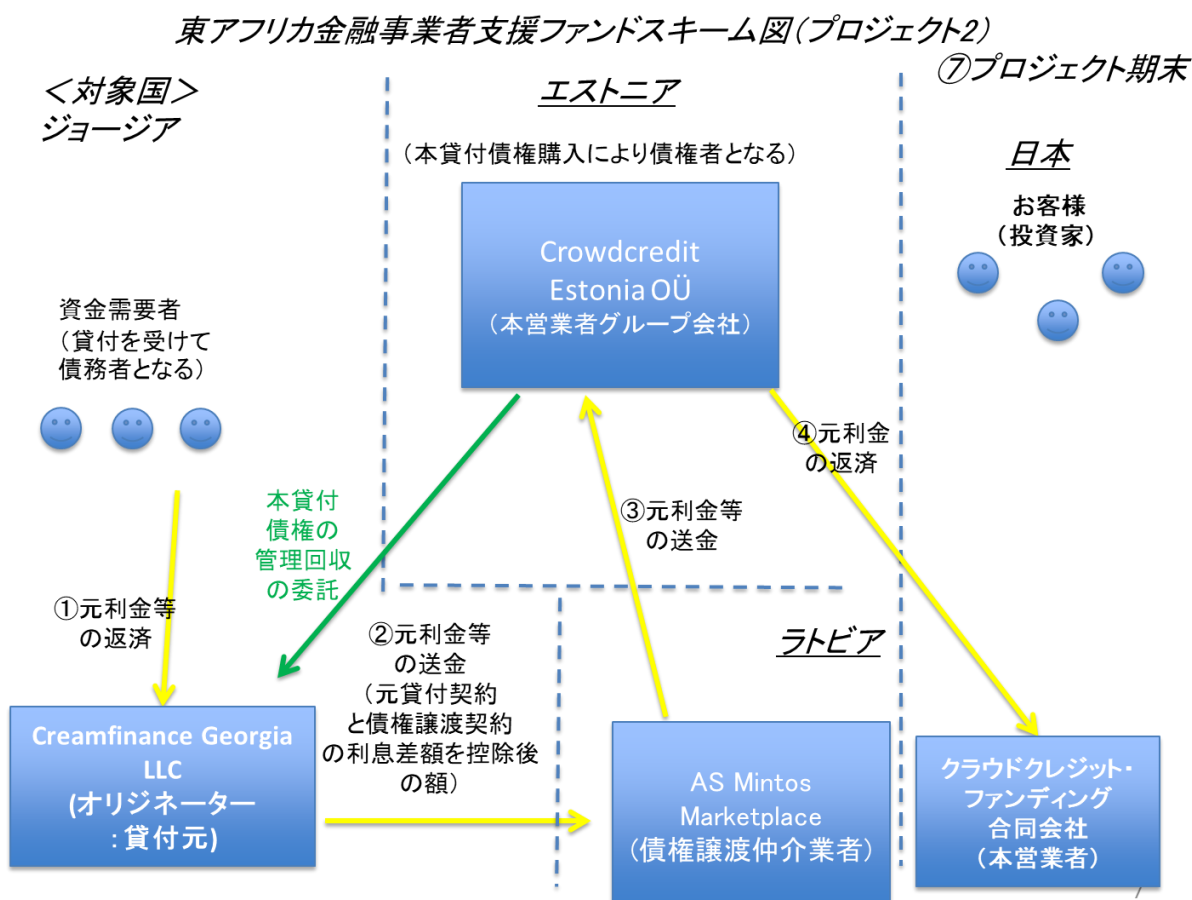 東アフリカ金融事業者支援ファンドスキーム図(プロジェクト2)
⑦プロジェクト期末
＜対象国＞
ジョージア
エストニア
(本貸付債権購入により債権者となる)
日本
お客様
(投資家)
Crowdcredit
Estonia OÜ
(本営業者グループ会社)
資金需要者
(貸付を受けて
債務者となる)
④元利金
の返済
本貸付
債権の
管理回収
の委託
③元利金等
の送金
①元利金等
の返済
②元利金等
の送金
(元貸付契約
と債権譲渡契約
の利息差額を控除後
の額)
ラトビア
Creamfinance Georgia
LLC
(オリジネーター
:貸付元)
AS Mintos
Marketplace
(債権譲渡仲介業者)
クラウドクレジット・
ファンディング
合同会社
(本営業者)